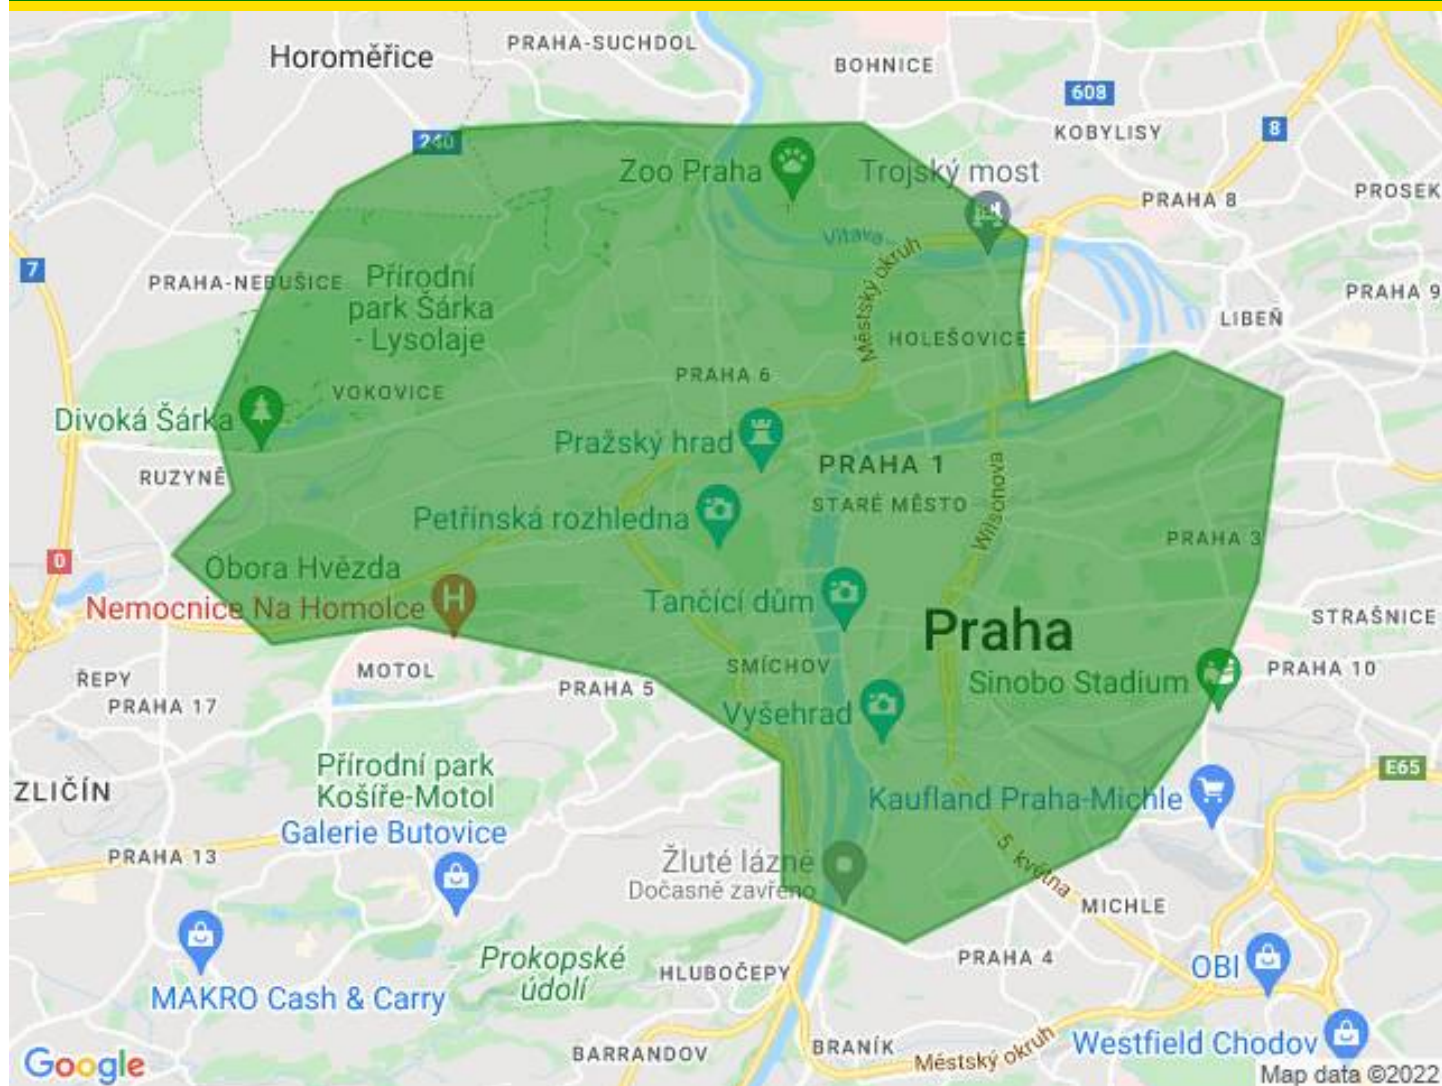 Horoměřice
PRAHA-SUCHDOL
BOHNICE
608
KOBYLISY
8
240
Zoo Praha
Trojský most
PRAHA 8
PROSEK
7
PRAHA-NEBUŠICE
Přírodní
park Šárka
- Lysolaje
Vltava
Městský okruh
PRAHA 9
LIBEŇ
HOLEŠOVICE
PRAHA 6
VOKOVICE
Divoká Šárka
Pražský hrad
PRAHA 1
RUZYNĚ
STARÉ MĚSTO
Wilsonova
Petřínská rozhledna
PRAHA 3
0
Obora Hvězda
Nemocnice Na Homolce
H
Tančící dům
Praha
STRAŠNICE
MOTOL
SMÍCHOV
PRAHA 10
ŘEPY
PRAHA 5
Sinobo Stadium
PRAHA 17
Vyšehrad
Přírodní park
Košíře-Motol
E65
ZLIČÍN
Kaufland Praha-Michle
Galerie Butovice
PRAHA 13
Žluté lázně
Dočasně zavřeno
5. května
MICHLE
Prokopské
údolí
HLUBOČEPY
PRAHA 4
OBI
MAKRO Cash & Carry
BARRANDOV
BRANÍK
Městský okruh
Westfield Chodov
Google
Map data ©2022